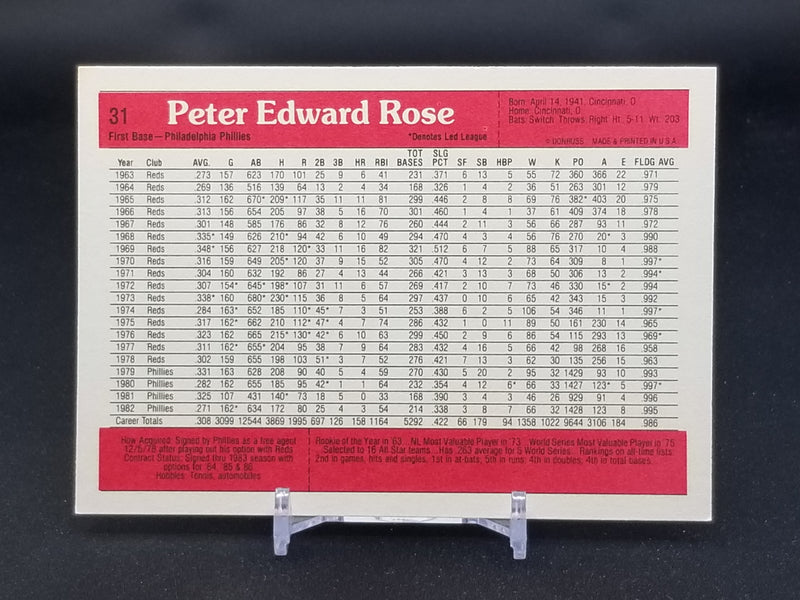 31 Peter Edward Rose
First Base—Philadelphia Phillies *Denotes Led League
Born: April 14, 1941, Cincinnati, O
Home: Cincinnati, O
Bats: Switch Throws: Right Ht. 5-11 Wt. 203
© DONRUSS MADE & PRINTED IN U.S.A.
TOT SLG
Year Club AVG. G AB H R 2B 3B HR RBI BASES PCT SF SB HBP W K PO A E FLDG AVG
1963 Reds .273 157 623 170 101 25 9 6 41 231 .371 6 13 5 55 72 360 366 22 .971
1964 Reds .269 136 516 139 64 13 2 4 34 168 .326 1 4 2 36 51 263 301 12 .979
1965 Reds .312 162 670* 209* 117 35 11 11 81 299 .446 2 8 8 69 76 382* 403 20 .975
1966 Reds .313 156 654 205 97 38 5 16 70 301 .460 1 4 1 37 61 409 374 18 .978
1967 Reds .301 148 585 176 86 32 8 12 76 260 .444 2 11 3 56 66 287 93 11 .972
1968 Reds .335* 149 626 210* 94 42 6 10 49 294 .470 4 3 4 56 76 270 20* 3 .990
1969 Reds .348* 156 627 218 120* 33 11 16 82 321 .512 6 7 5 88 65 317 10 4 .988
1970 Reds .316 159 649 205* 120 37 9 15 52 305 .470 4 12 2 73 64 309 8 1 .997*
1971 Reds .304 160 632 192 86 27 4 13 44 266 .421 3 13 3 68 50 306 13 2 .994*
1972 Reds .307 154* 645* 198* 107 31 11 6 57 269 .417 2 10 7 73 46 330 15* 2 .994
1973 Reds .338* 160 680* 230* 115 36 8 5 64 297 .437 0 10 6 65 42 343 15 3 .992
1974 Reds .284 163* 652 185 110* 45* 7 3 51 253 .388 6 2 5 106 54 346 11 1 .997*
1975 Reds .317 162* 662 210 112* 47* 4 7 74 286 .432 1 0 11 89 50 161 230 14 .965
1976 Reds .323 162 665 215* 130* 42* 6 10 63 299 .450 2 9 6 86 54 115 293 13 .969*
1977 Reds .311 162* 655* 204 95 38 7 9 64 283 .432 4 16 5 66 42 98 268 16 .958
1978 Reds .302 159 655 198 103 51* 3 7 52 276 .421 7 13 3 62 30 135 256 15 .963
1979 Phillies .331 163 628 208 90 40 5 4 59 270 .430 5 20 2 95 32 1429 93 10 .993
1980 Phillies .282 162 655 185 95 42* 1 1 64 232 .354 4 12 6* 66 33 1427 123* 5 .997*
1981 Phillies .325 107 431 140* 73 18 5 0 33 168 .390 3 4 3 46 26 929 91 4 .996
1982 Phillies .271 162* 634 172 80 25 4 3 54 214 .338 3 8 7 66 32 1428 123 8 .995
Career Totals .308 3099 12544 3869 1995 697 126 158 1164 5292 .422 66 179 94 1358 1022 9644 3106 184 .986
How Acquired: Signed by Phillies as a free agent
12/5/78 after playing out his option with Reds
Contract Status: Signed thru 1983 season with
options for '84, '85 & 86
Hobbies: Tennis, automobiles
Rookie of the Year in '63...NL Most Valuable Player in '73...World Series Most Valuable Player in '75
...Selected to 16 All-Star teams...Has .263 average for 5 World Series. Rankings on all-time lists:
2nd in games, hits and singles, 1st in at-bats; 5th in runs; 4th in doubles; 4th in total bases.